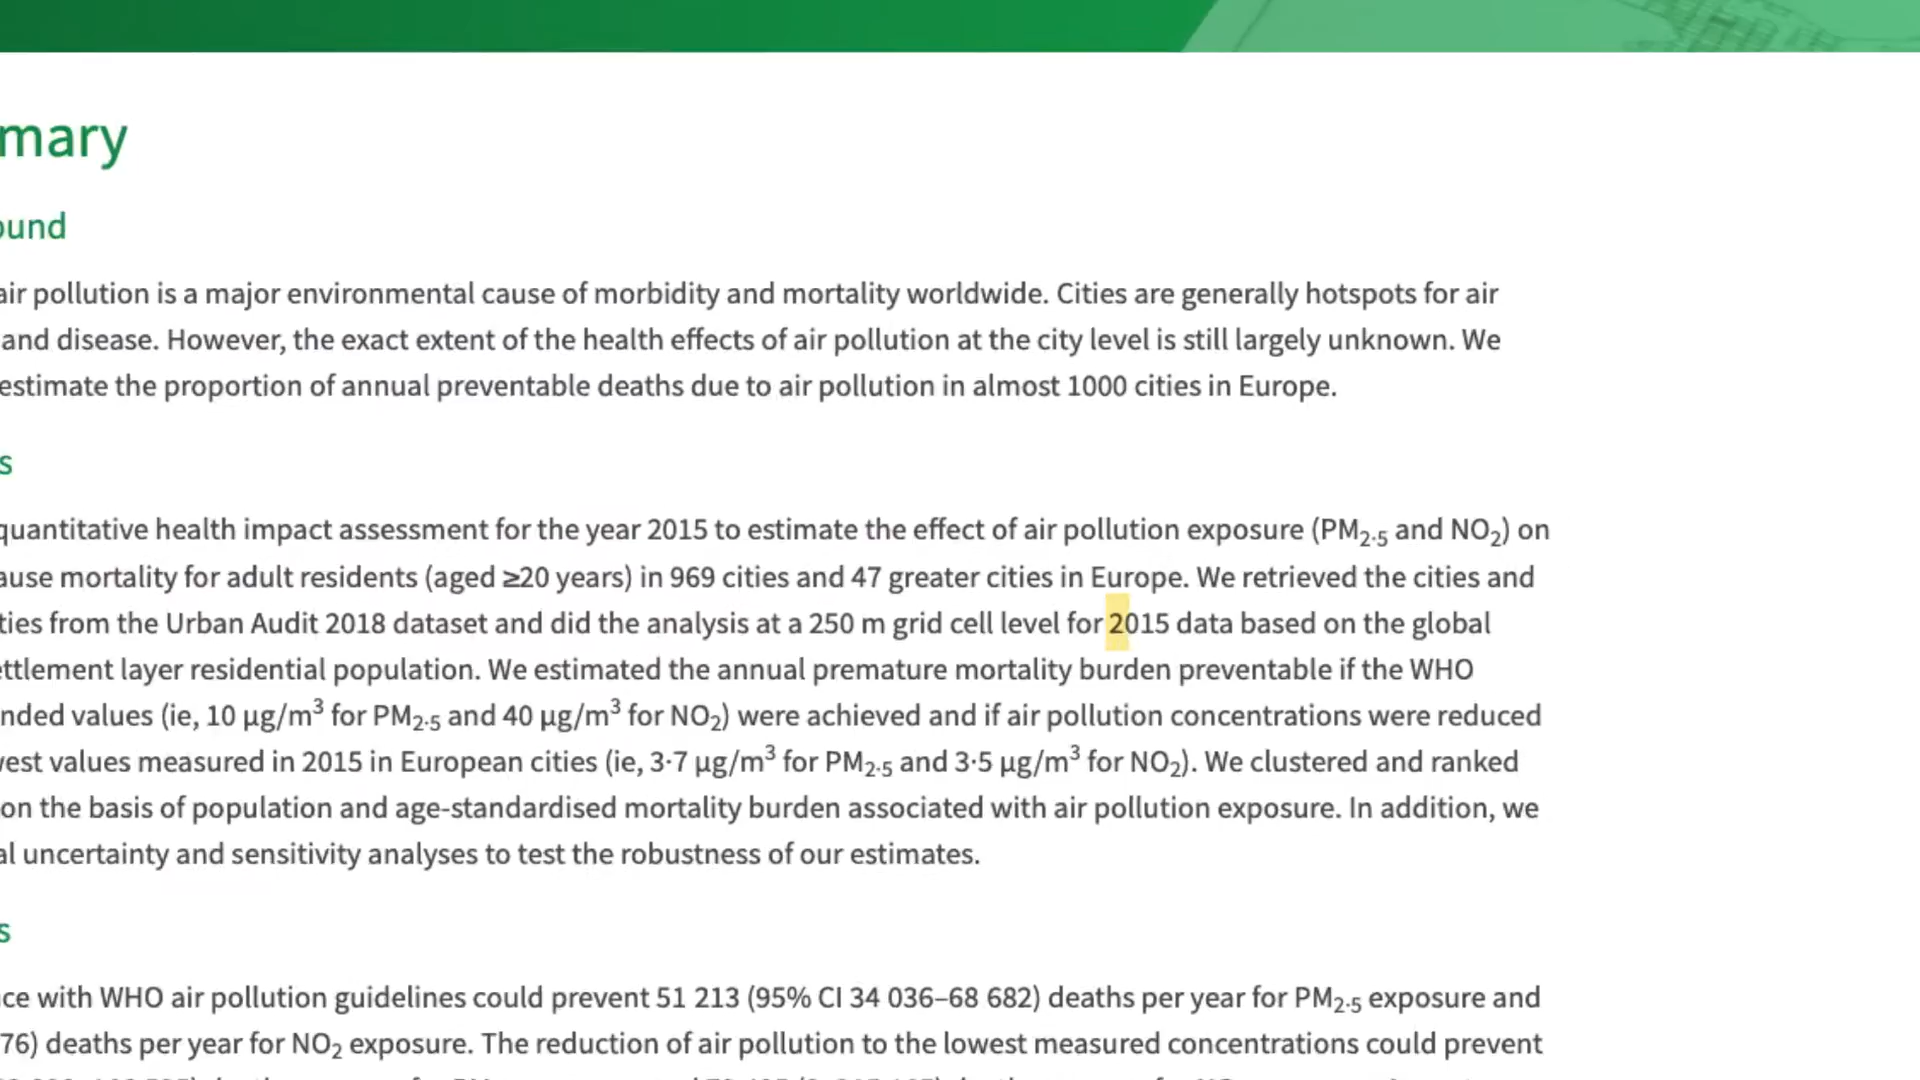 mary
ound
air pollution is a major environmental cause of morbidity and mortality worldwide. Cities are generally hotspots for air
and disease. However, the exact extent of the health effects of air pollution at the city level is still largely unknown. We
estimate the proportion of annual preventable deaths due to air pollution in almost 1000 cities in Europe.
s
quantitative health impact assessment for the year 2015 to estimate the effect of air pollution exposure (PM₂·₅ and NO₂) on
ause mortality for adult residents (aged ≥20 years) in 969 cities and 47 greater cities in Europe. We retrieved the cities and
ties from the Urban Audit 2018 dataset and did the analysis at a 250 m grid cell level for 2015 data based on the global
ettlement layer residential population. We estimated the annual premature mortality burden preventable if the WHO
nded values (ie, 10 μg/m³ for PM₂·₅ and 40 μg/m³ for NO₂) were achieved and if air pollution concentrations were reduced
west values measured in 2015 in European cities (ie, 3·7 μg/m³ for PM₂·₅ and 3·5 μg/m³ for NO₂). We clustered and ranked
on the basis of population and age-standardised mortality burden associated with air pollution exposure. In addition, we
al uncertainty and sensitivity analyses to test the robustness of our estimates.
s
ce with WHO air pollution guidelines could prevent 51 213 (95% CI 34 036–68 682) deaths per year for PM₂·₅ exposure and
76) deaths per year for NO₂ exposure. The reduction of air pollution to the lowest measured concentrations could prevent